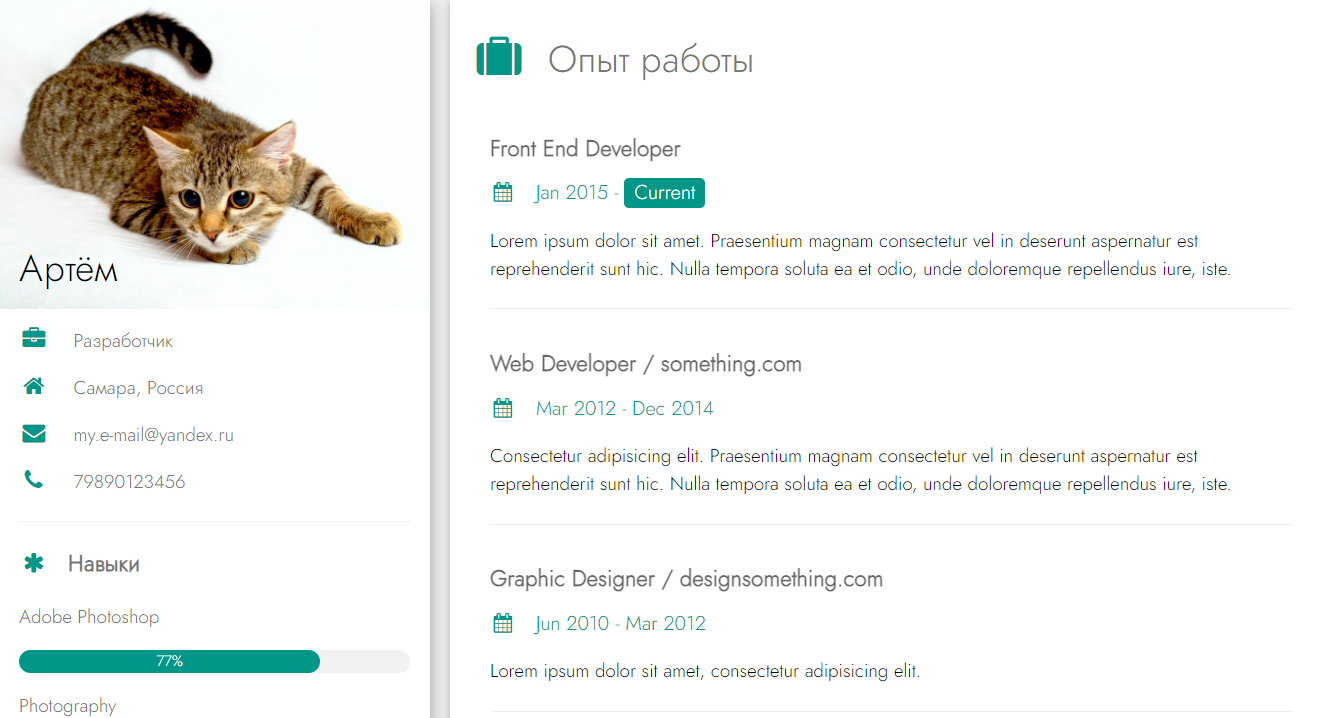 Артём
Разработчик
Самара, Россия
my.e-mail@yandex.ru
79890123456
Навыки
Adobe Photoshop
77%
Photography
Опыт работы
Front End Developer
Jan 2015 - Current
Lorem ipsum dolor sit amet. Praesentium magnam consectetur vel in deserunt aspernatur est
reprehenderit sunt hic. Nulla tempora soluta ea et odio, unde doloremque repellendus iure, iste.
Web Developer / something.com
Mar 2012 - Dec 2014
Consectetur adipisicing elit. Praesentium magnam consectetur vel in deserunt aspernatur est
reprehenderit sunt hic. Nulla tempora soluta ea et odio, unde doloremque repellendus iure, iste.
Graphic Designer / designsomething.com
Jun 2010 - Mar 2012
Lorem ipsum dolor sit amet, consectetur adipisicing elit.